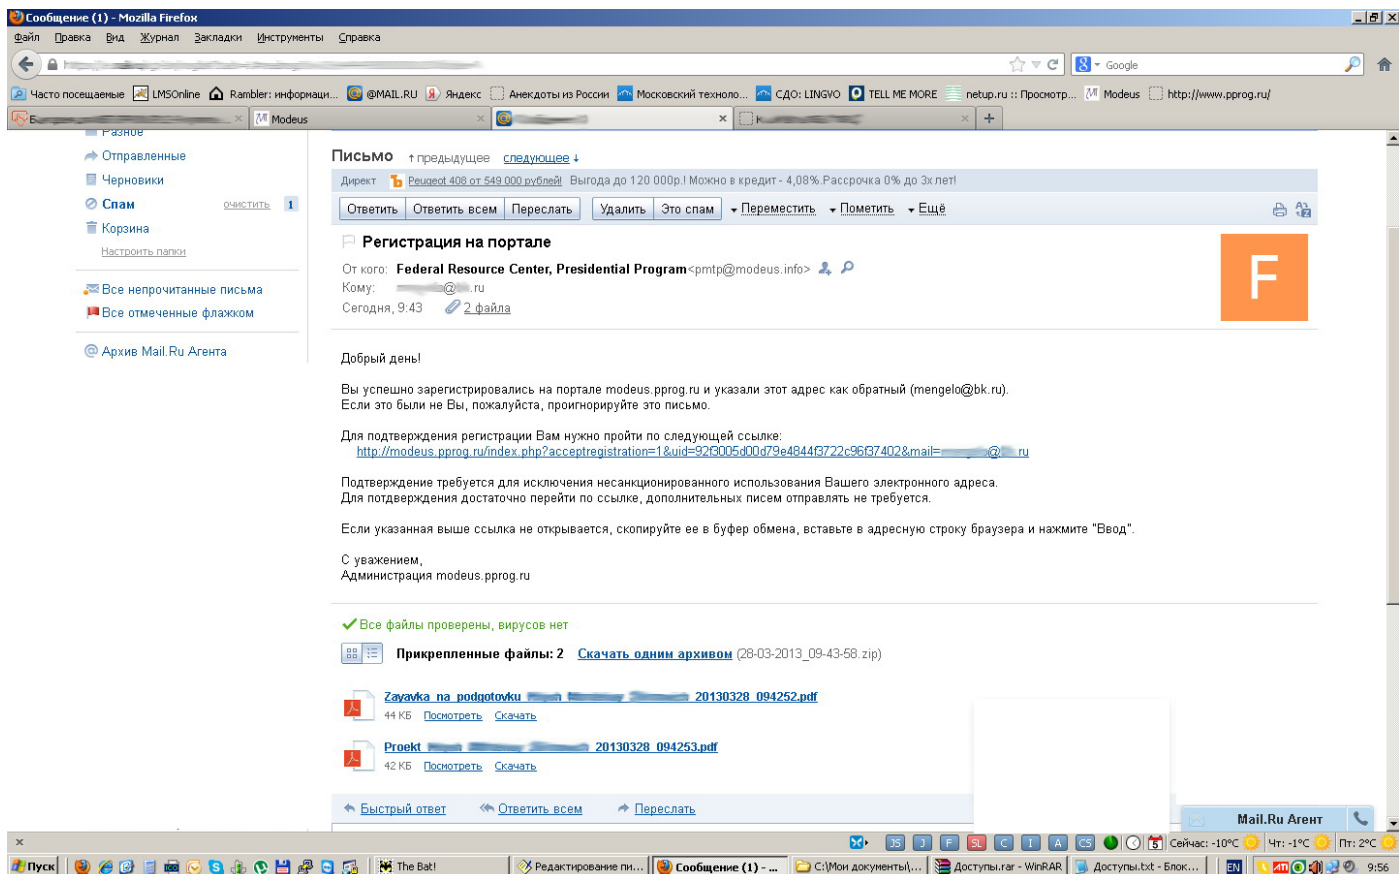 Сообщение (1) - Mozilla Firefox
Файл Правка Вид Журнал Закладки Инструменты Справка
Google
Часто посещаемые LMSOnline Rambler: информаци... @MAIL.RU Яндекс Анекдоты из России Московский техноло... СДО: LINGVO TELL ME MORE netup.ru :: Просмотр... Modeus http://www.pprog.ru/
Modeus
Разное
Отправленные
Черновики
Спам очистить 1
Корзина
Настроить папки
Все непрочитанные письма
Все отмеченные флажком
Архив Mail.Ru Агента
Письмо ↑ предыдущее следующее ↓
Директ Peugeot 408 от 549 000 рублей! Выгода до 120 000р.! Можно в кредит - 4,08%.Рассрочка 0% до 3х лет!
Ответить Ответить всем Переслать Удалить Это спам Переместить Пометить Ещё
Регистрация на портале
От кого: Federal Resource Center, Presidential Program<pmtp@modeus.info>
Кому: @ .ru
Сегодня, 9:43 2 файла
F
Добрый день!
Вы успешно зарегистрировались на портале modeus.pprog.ru и указали этот адрес как обратный (mengelo@bk.ru).
Если это были не Вы, пожалуйста, проигнорируйте это письмо.
Для подтверждения регистрации Вам нужно пройти по следующей ссылке:
http://modeus.pprog.ru/index.php?acceptregistration=1&uid=92f3005d00d79e4844f3722c96f37402&mail= @ .ru
Подтверждение требуется для исключения несанкционированного использования Вашего электронного адреса.
Для потдверждения достаточно перейти по ссылке, дополнительных писем отправлять не требуется.
Если указанная выше ссылка не открывается, скопируйте ее в буфер обмена, вставьте в адресную строку браузера и нажмите "Ввод".
С уважением,
Администрация modeus.pprog.ru
Все файлы проверены, вирусов нет
Прикрепленные файлы: 2 Скачать одним архивом (28-03-2013_09-43-58.zip)
Zayavka_na_podgotovku 20130328_094252.pdf
44 КБ Посмотреть Скачать
Proekt 20130328_094253.pdf
42 КБ Посмотреть Скачать
Быстрый ответ Ответить всем Переслать
Mail.Ru Агент
JS J F SL C I A CS 5 Сейчас: -10°C Чт: -1°C Пт: 2°C
Пуск The Bat! Редактирование пи... Сообщение (1) - ... C:\Мои документы\... Доступы.rar - WinRAR Доступы.txt - Блок... EN 9:56